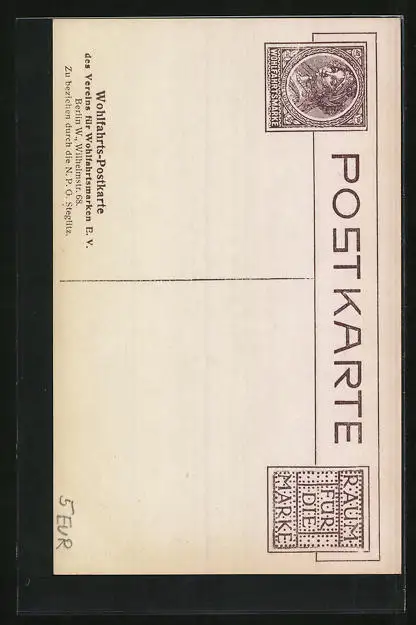 WOHLFAHRTSMARKE
POSTKARTE
RAUM
FÜR
DIE
MARKE
Wohlfahrts-Postkarte
des Vereins für Wohlfahrtsmarken E. V.
Berlin W., Wilhelmstr. 68.
Zu beziehen durch die N. P. G. Steglitz.
5 EUR